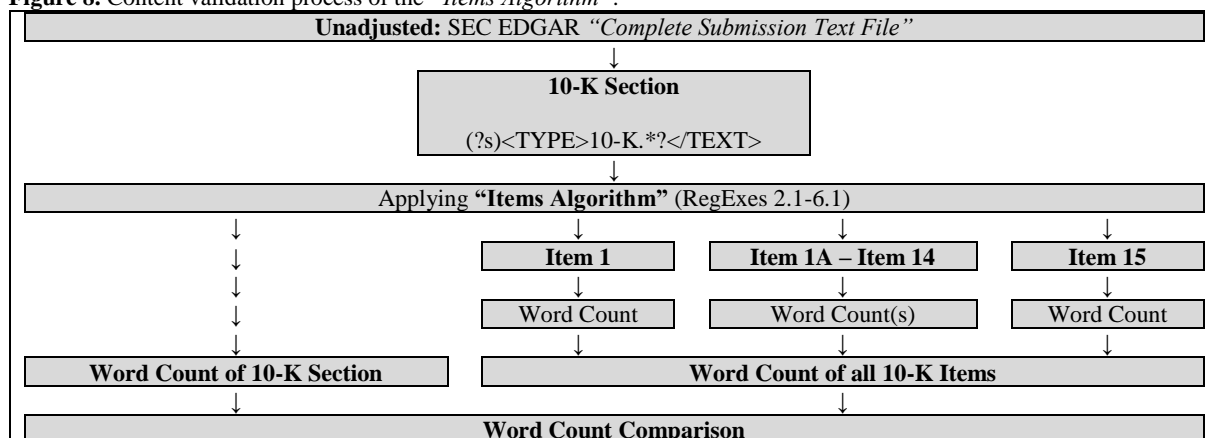 Figure 8. Content validation process of the "Items Algorithm".
Unadjusted: SEC EDGAR “Complete Submission Text File”
↓
10-K Section
(?s)<TYPE>10-K.*?</TEXT>
↓
Applying “Items Algorithm” (RegExes 2.1-6.1)
↓ ↓ ↓ ↓
↓ Item 1 Item 1A – Item 14 Item 15
↓ ↓ ↓ ↓
↓ Word Count Word Count(s) Word Count
↓ ↓ ↓ ↓
Word Count of 10-K Section Word Count of all 10-K Items
↓ ↓
Word Count Comparison